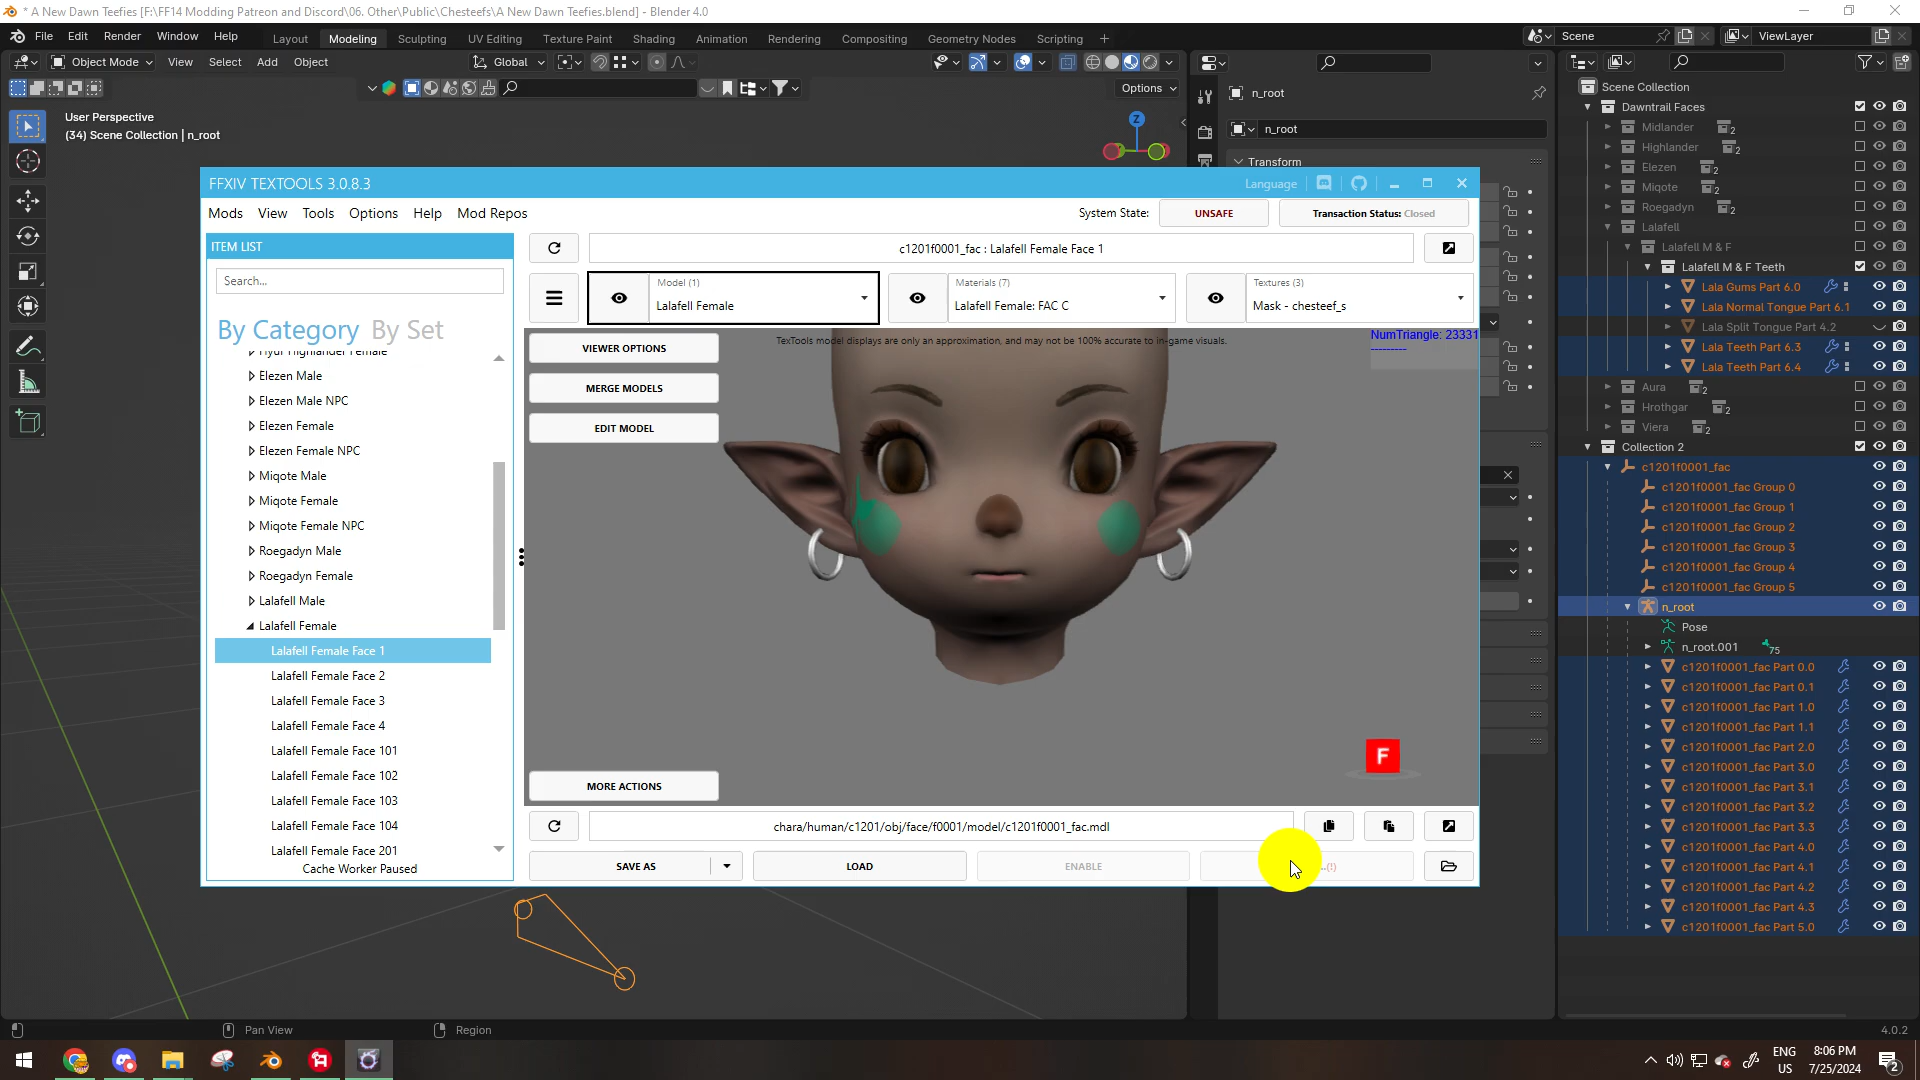 * A New Dawn Teefies [F:\FF14 Modding Patreon and Discord\06. Other\Public\Chesteefs\A New Dawn Teefies.blend] - Blender 4.0
File Edit Render Window Help
Layout Modeling Sculpting UV Editing Texture Paint Shading Animation Rendering Compositing Geometry Nodes Scripting +
Scene
ViewLayer
Object Mode View Select Add Object
Global
Options
User Perspective
(34) Scene Collection | n_root
Z
n_root
n_root
Transform
FFXIV TEXTOOLS 3.0.8.3
Language
Mods View Tools Options Help Mod Repos
System State: UNSAFE Transaction Status: Closed
ITEM LIST
Search...
By Category By Set
Hyur Highlander Female
Elezen Male
Elezen Male NPC
Elezen Female
Elezen Female NPC
Miqote Male
Miqote Female
Miqote Female NPC
Roegadyn Male
Roegadyn Female
Lalafell Male
Lalafell Female
Lalafell Female Face 1
Lalafell Female Face 2
Lalafell Female Face 3
Lalafell Female Face 4
Lalafell Female Face 101
Lalafell Female Face 102
Lalafell Female Face 103
Lalafell Female Face 104
Lalafell Female Face 201
Cache Worker Paused
c1201f0001_fac : Lalafell Female Face 1
Model (1)
Lalafell Female
Materials (7)
Lalafell Female: FAC C
Textures (3)
Mask - chesteef_s
VIEWER OPTIONS
MERGE MODELS
EDIT MODEL
TexTools model displays are only an approximation, and may not be 100% accurate to in-game visuals.
NumTriangle: 23331
---------
F
MORE ACTIONS
chara/human/c1201/obj/face/f0001/model/c1201f0001_fac.mdl
SAVE AS
LOAD
ENABLE
Scene Collection
Dawntrail Faces
Midlander 2
Highlander 2
Elezen 2
Miqote 2
Roegadyn 2
Lalafell
Lalafell M & F
Lalafell M & F Teeth
Lala Gums Part 6.0
Lala Normal Tongue Part 6.1
Lala Split Tongue Part 4.2
Lala Teeth Part 6.3
Lala Teeth Part 6.4
Aura 2
Hrothgar 2
Viera 2
Collection 2
c1201f0001_fac
c1201f0001_fac Group 0
c1201f0001_fac Group 1
c1201f0001_fac Group 2
c1201f0001_fac Group 3
c1201f0001_fac Group 4
c1201f0001_fac Group 5
n_root
Pose
n_root.001 75
c1201f0001_fac Part 0.0
c1201f0001_fac Part 0.1
c1201f0001_fac Part 1.0
c1201f0001_fac Part 1.1
c1201f0001_fac Part 2.0
c1201f0001_fac Part 3.0
c1201f0001_fac Part 3.1
c1201f0001_fac Part 3.2
c1201f0001_fac Part 3.3
c1201f0001_fac Part 4.0
c1201f0001_fac Part 4.1
c1201f0001_fac Part 4.2
c1201f0001_fac Part 4.3
c1201f0001_fac Part 5.0
Pan View
Region
4.0.2
ENG
US
8:06 PM
7/25/2024
2